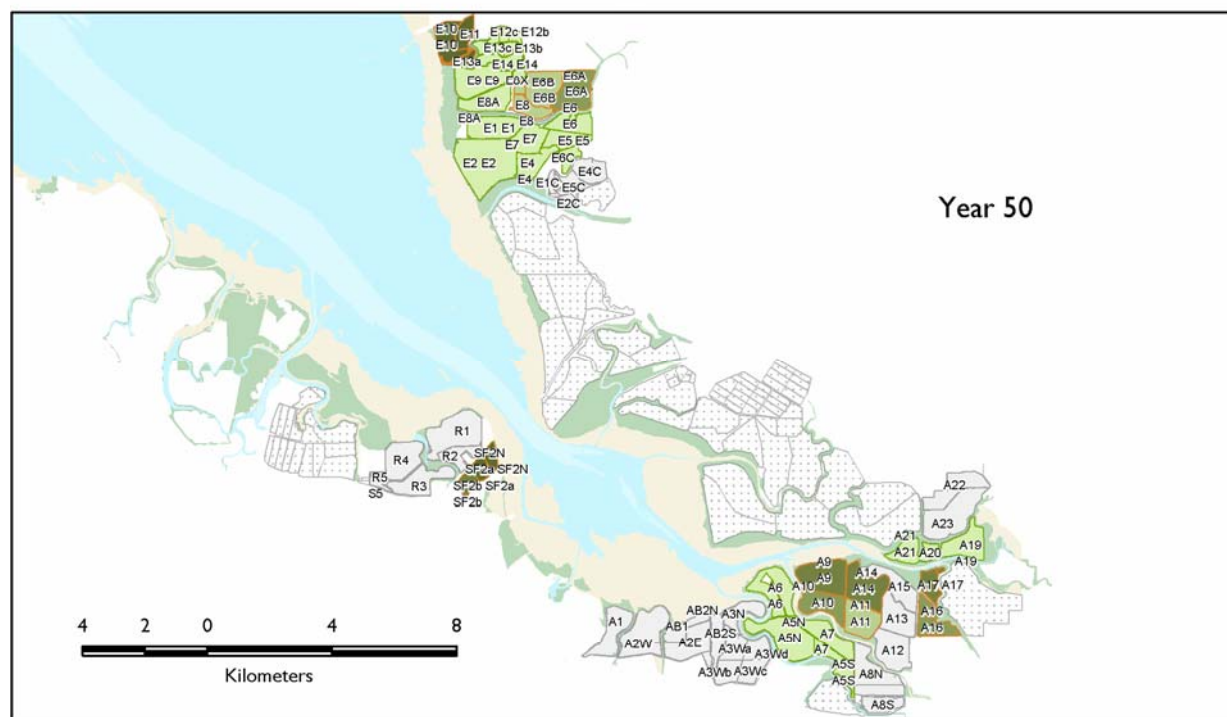 E10 E11 E12c E12b
E10 E13c E13b
E13a E14 E14
E9 E9 E6X E6B E6A
E6B E6A
E8A E8 E6
E8A E8 E6
E1 E1 E7
E7 E5 E5
E2 E2 E4 E6C
E4 E1C E4C
E5C
E2C
Year 50
R1
R4 R2 SF2N
SF2a SF2N
R5 R3 SF2b SF2a
S5 SF2b
A22
A23
A21
A21 A20 A19
A19
A9 A14
A6 A10 A9 A14 A15 A17 A17
A6 A10 A11 A16
A11 A13 A16
A1 AB1 AB2N A3N A5N
A2W A2E AB2S A5N A7
A3Wa A3Wd A7 A12
A3Wb A3Wc A5S A8N
A5S
A8S
4 2 0 4 8
Kilometers